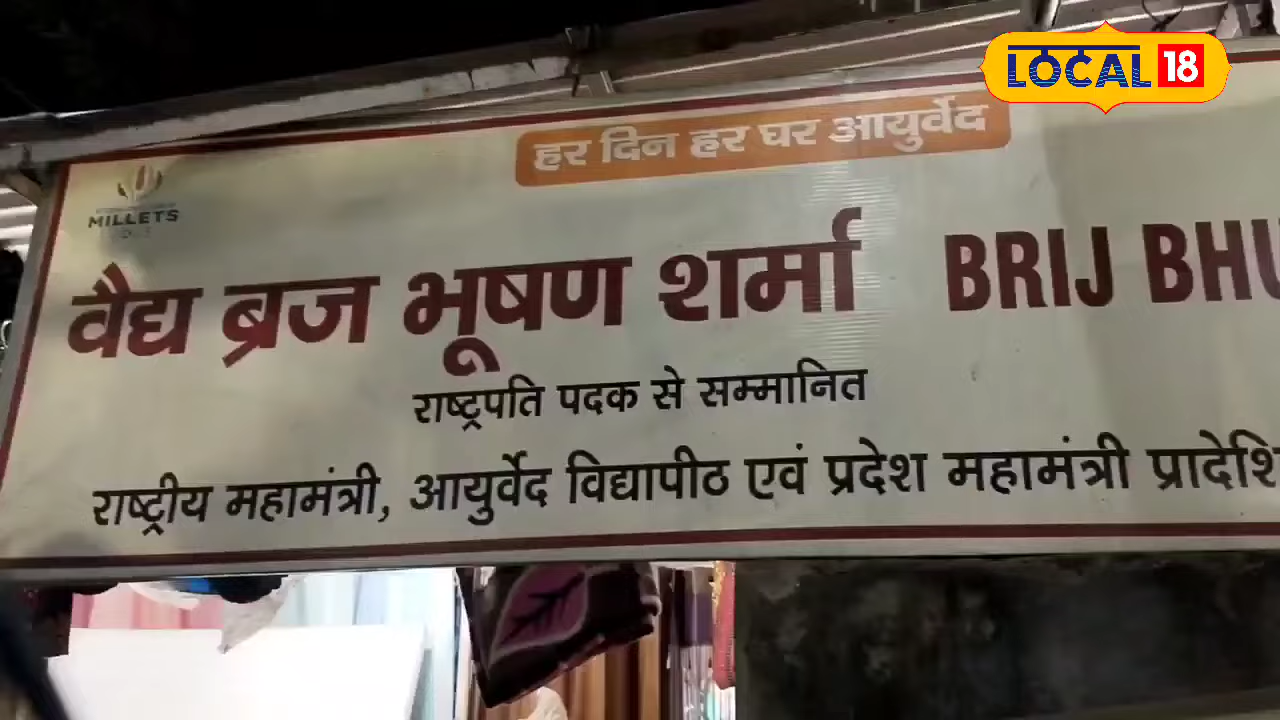 LOCAL 18
हर दिन हर घर आयुर्वेद
MILLETS
वैद्य ब्रज भूषण शर्मा BRIJ BHU
राष्ट्रपति पदक से सम्मानित
राष्ट्रीय महामंत्री, आयुर्वेद विद्यापीठ एवं प्रदेश महामंत्री प्रादेशि